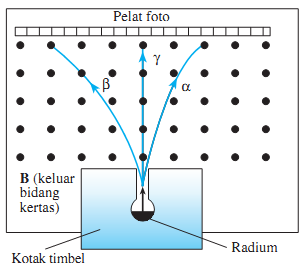 Pelat foto
γ
β
α
B (keluar
bidang
kertas)
Radium
Kotak timbel